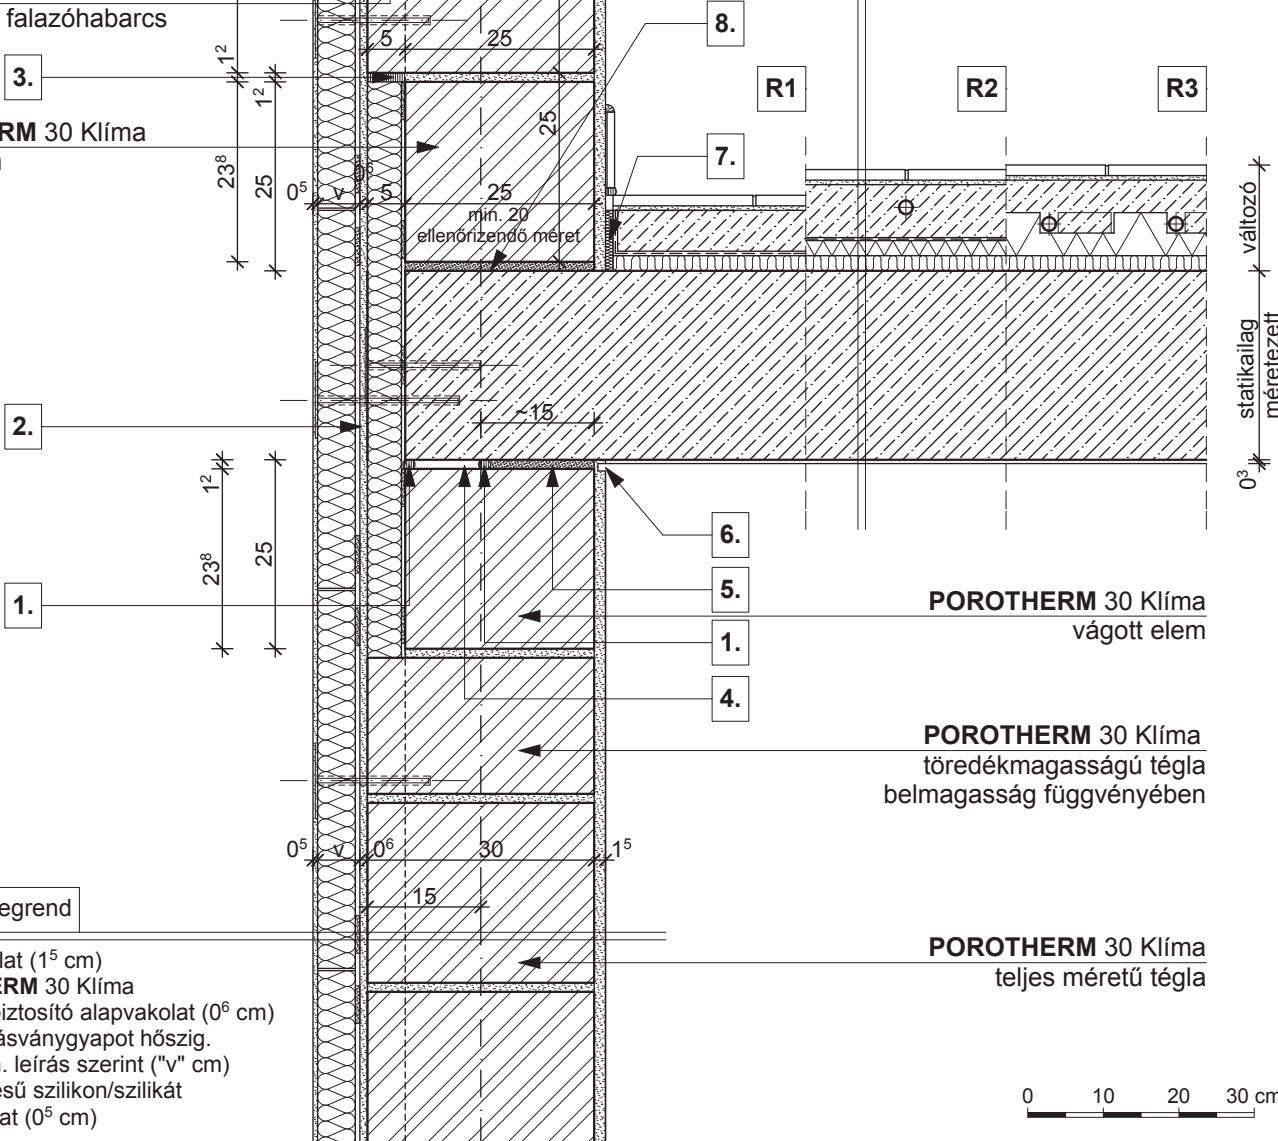 falazóhabarcs
5
25
8.
1²
3.
1²
R1
R2
R3
RM 30 Klíma
25
7.
23⁸
25
0⁵
v
0⁶
5
25
min. 20
ellenőrizendő méret
változó
statikailag
méretezett
~15
2.
1²
0³
6.
23⁸
25
5.
1.
POROTHERM 30 Klíma
vágott elem
1.
4.
POROTHERM 30 Klíma
töredékmagasságú tégla
belmagasság függvényében
0⁵
v
0⁶
30
1⁵
15
egrend
POROTHERM 30 Klíma
teljes méretű tégla
lat (1⁵ cm)
ERM 30 Klíma
iztosító alapvakolat (0⁶ cm)
ásványgyapot hőszig.
. leírás szerint ("v" cm)
sű szilikon/szilikát
at (0⁵ cm)
0 10 20 30 cm